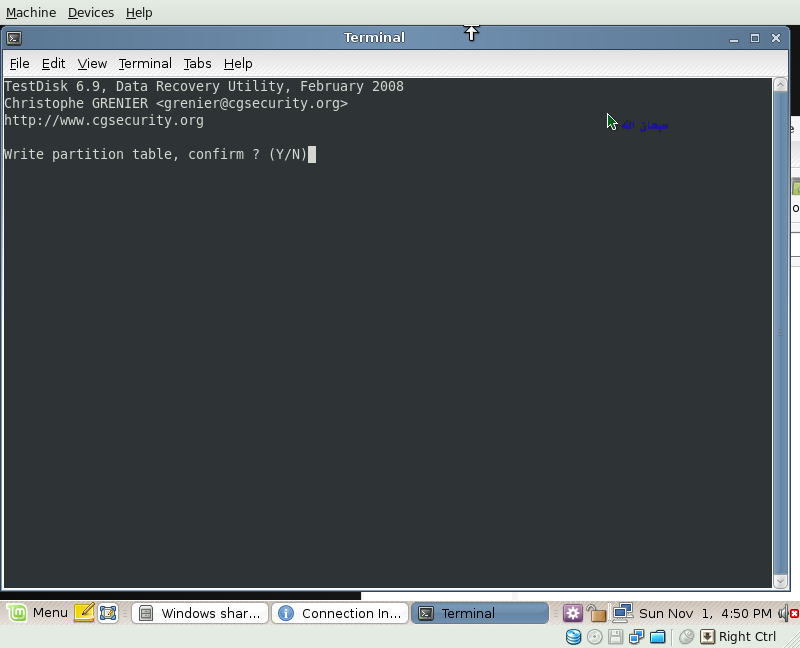 Machine Devices Help
Terminal
File Edit View Terminal Tabs Help
TestDisk 6.9, Data Recovery Utility, February 2008
Christophe GRENIER <grenier@cgsecurity.org>
http://www.cgsecurity.org
سبحان الله
Write partition table, confirm ? (Y/N)
Menu Windows shar... Connection In... Terminal Sun Nov 1, 4:50 PM
Right Ctrl